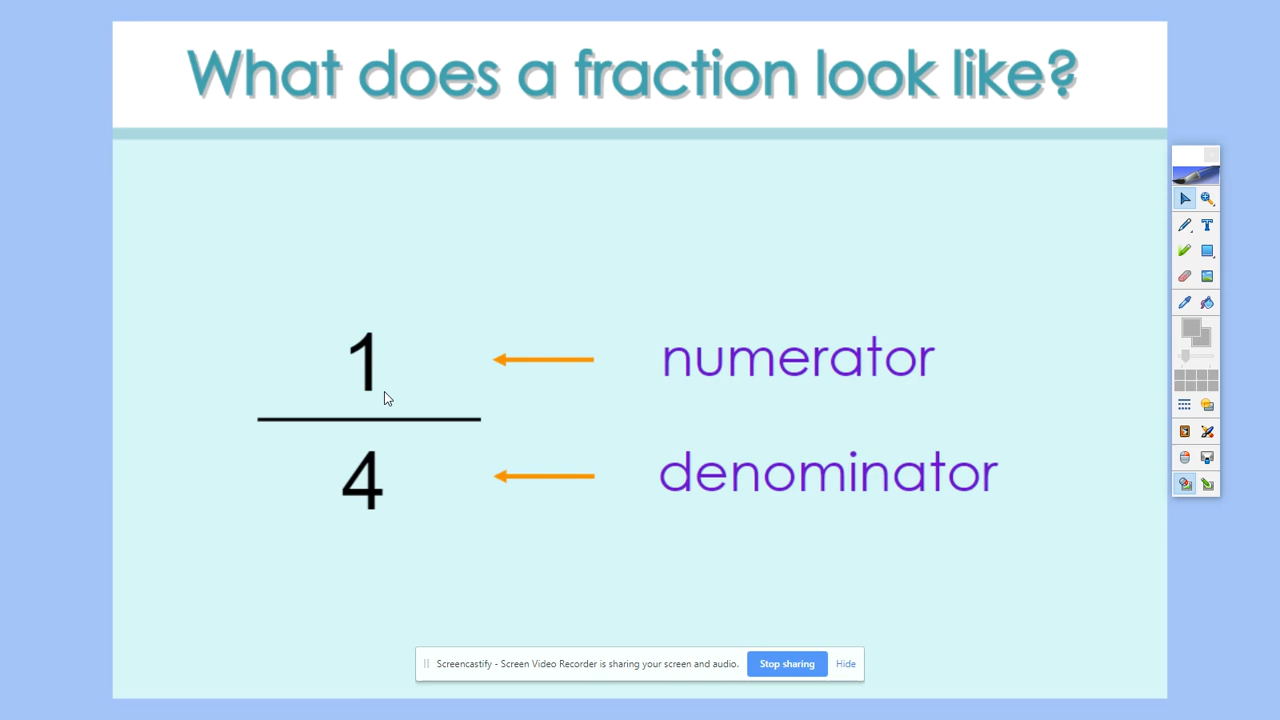 What does a fraction look like?
1 numerator
4 denominator
Screencastify - Screen Video Recorder is sharing your screen and audio. Stop sharing Hide